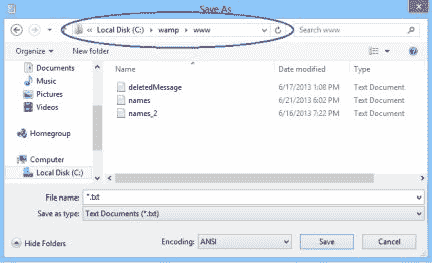 Save As
« Local Disk (C:) ▸ wamp ▸ www
Search www
Organize ▾ New folder
Name Date modified Type
Documents
Music
Pictures
Videos
Homegroup
Computer
Local Disk (C:)
deletedMessage 6/17/2013 1:08 PM Text Document
names 6/21/2013 6:02 PM Text Document
names_2 6/16/2013 7:22 PM Text Document
File name: *.txt
Save as type: Text Documents (*.txt)
Hide Folders Encoding: ANSI Save Cancel